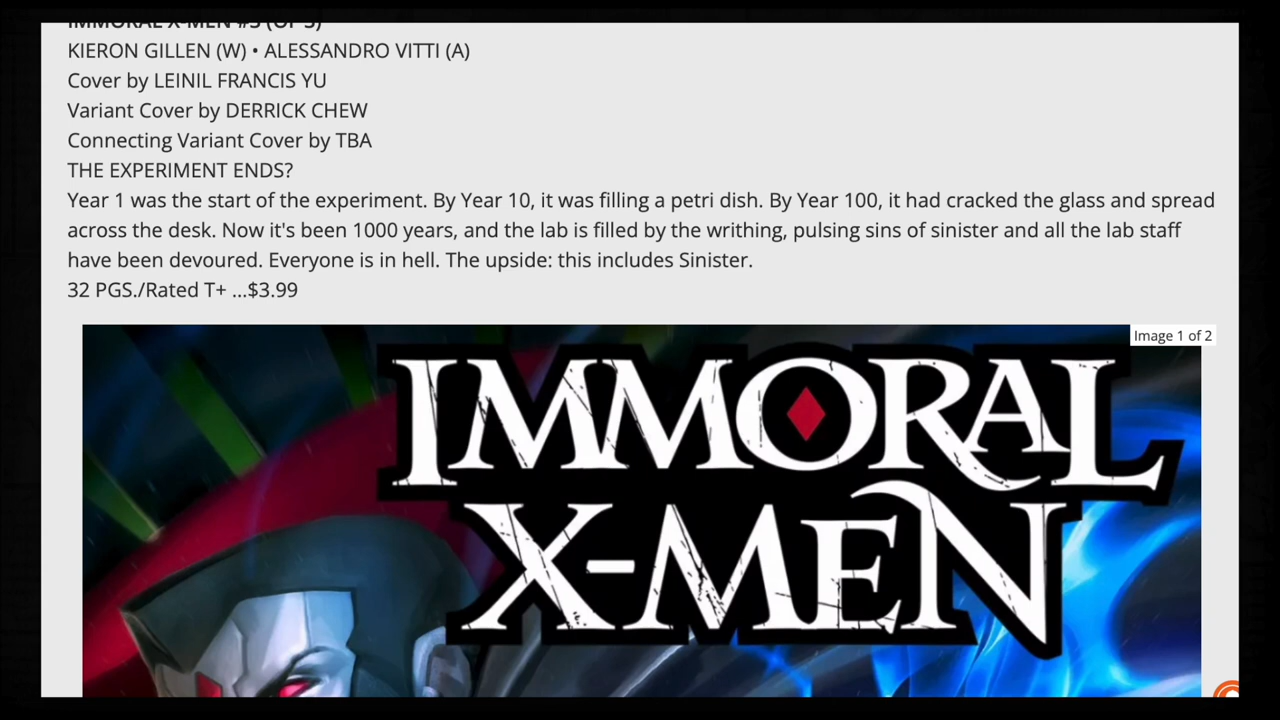 IMMORAL X-MEN #3 (OF 3)
KIERON GILLEN (W) • ALESSANDRO VITTI (A)
Cover by LEINIL FRANCIS YU
Variant Cover by DERRICK CHEW
Connecting Variant Cover by TBA
THE EXPERIMENT ENDS?
Year 1 was the start of the experiment. By Year 10, it was filling a petri dish. By Year 100, it had cracked the glass and spread
across the desk. Now it's been 1000 years, and the lab is filled by the writhing, pulsing sins of sinister and all the lab staff
have been devoured. Everyone is in hell. The upside: this includes Sinister.
32 PGS./Rated T+ ...$3.99
Image 1 of 2
IMMORAL
X-MEN